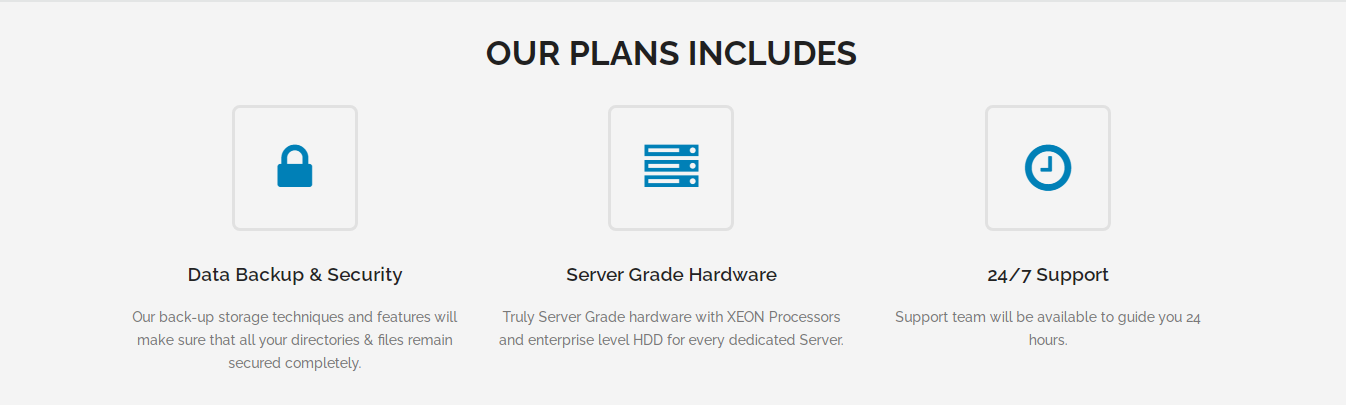 OUR PLANS INCLUDES
Data Backup & Security
Our back-up storage techniques and features will
make sure that all your directories & files remain
secured completely.
Server Grade Hardware
Truly Server Grade hardware with XEON Processors
and enterprise level HDD for every dedicated Server.
24/7 Support
Support team will be available to guide you 24
hours.